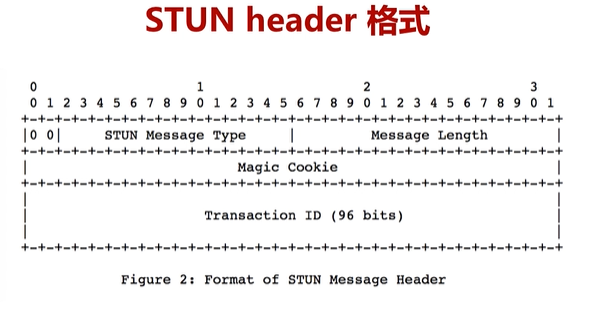 STUN header 格式
0 1 2 3
0 1 2 3 4 5 6 7 8 9 0 1 2 3 4 5 6 7 8 9 0 1 2 3 4 5 6 7 8 9 0 1
+-+-+-+-+-+-+-+-+-+-+-+-+-+-+-+-+-+-+-+-+-+-+-+-+-+-+-+-+-+-+-+-+
|0 0| STUN Message Type | Message Length |
+-+-+-+-+-+-+-+-+-+-+-+-+-+-+-+-+-+-+-+-+-+-+-+-+-+-+-+-+-+-+-+-+
| Magic Cookie |
+-+-+-+-+-+-+-+-+-+-+-+-+-+-+-+-+-+-+-+-+-+-+-+-+-+-+-+-+-+-+-+-+
| |
| Transaction ID (96 bits) |
| |
+-+-+-+-+-+-+-+-+-+-+-+-+-+-+-+-+-+-+-+-+-+-+-+-+-+-+-+-+-+-+-+-+
Figure 2: Format of STUN Message Header